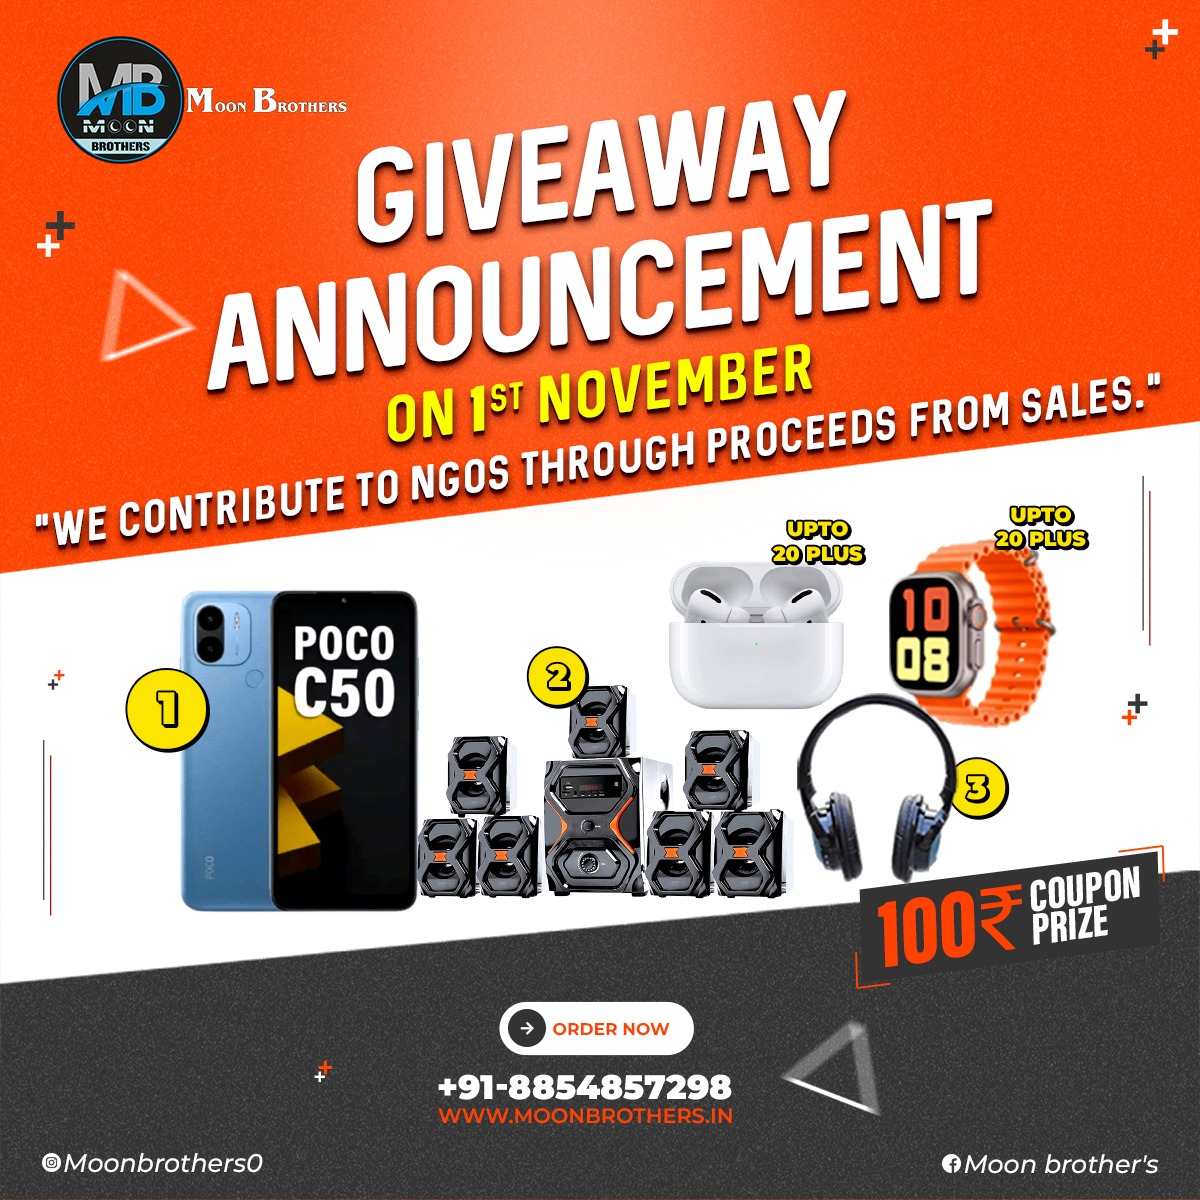 MB
MOON
BROTHERS
MOON BROTHERS
GIVEAWAY
ANNOUNCEMENT
ON 1ST NOVEMBER
"WE CONTRIBUTE TO NGOS THROUGH PROCEEDS FROM SALES."
UPTO
20 PLUS
UPTO
20 PLUS
POCO
C50
POCO
1
2
3
10
08
100₹ COUPON
PRIZE
ORDER NOW
+91-8854857298
WWW.MOONBROTHERS.IN
Moonbrothers0
Moon brother's